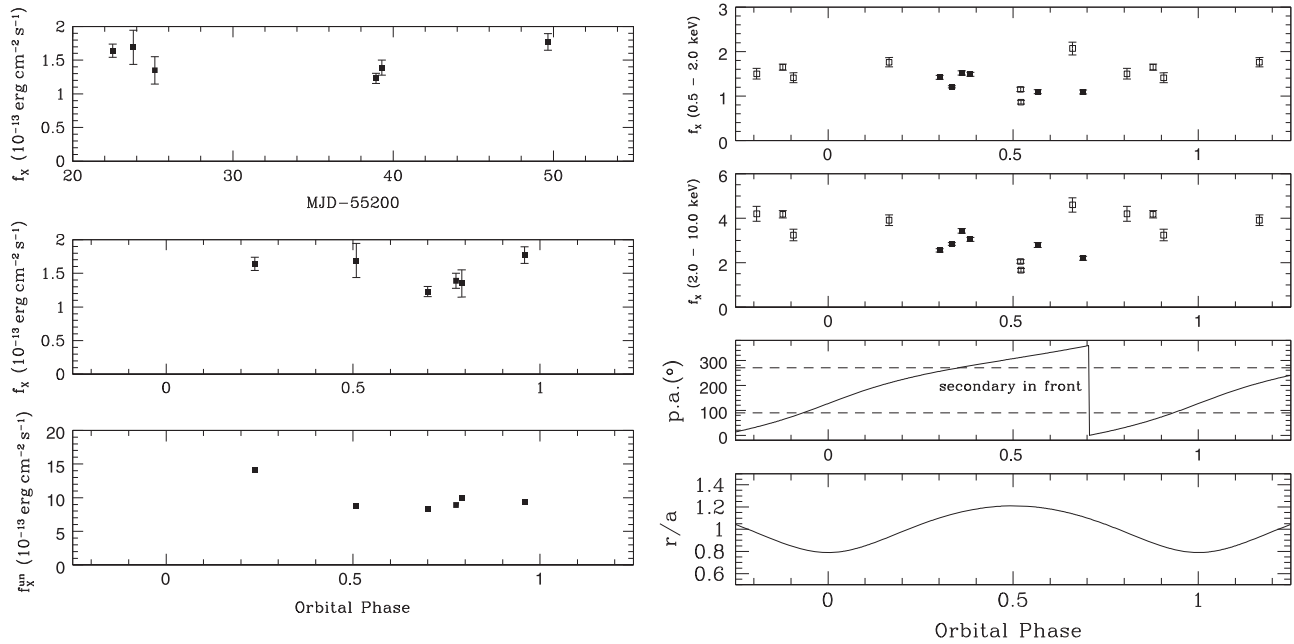 2
1.5
1
0.5
0
f_X (10⁻¹³ erg cm⁻² s⁻¹)
20 30 40 50
MJD-55200
2
1.5
1
0.5
0
f_X (10⁻¹³ erg cm⁻² s⁻¹)
0 0.5 1
20
15
10
5
0
f_X^un (10⁻¹³ erg cm⁻² s⁻¹)
0 0.5 1
Orbital Phase
3
2
1
0
f_X (0.5 – 2.0 keV)
0 0.5 1
6
4
2
0
f_X (2.0 – 10.0 keV)
0 0.5 1
300
200
100
0
p.a.(°)
secondary in front
0 0.5 1
1.4
1.2
1
0.8
0.6
r/a
0 0.5 1
Orbital Phase